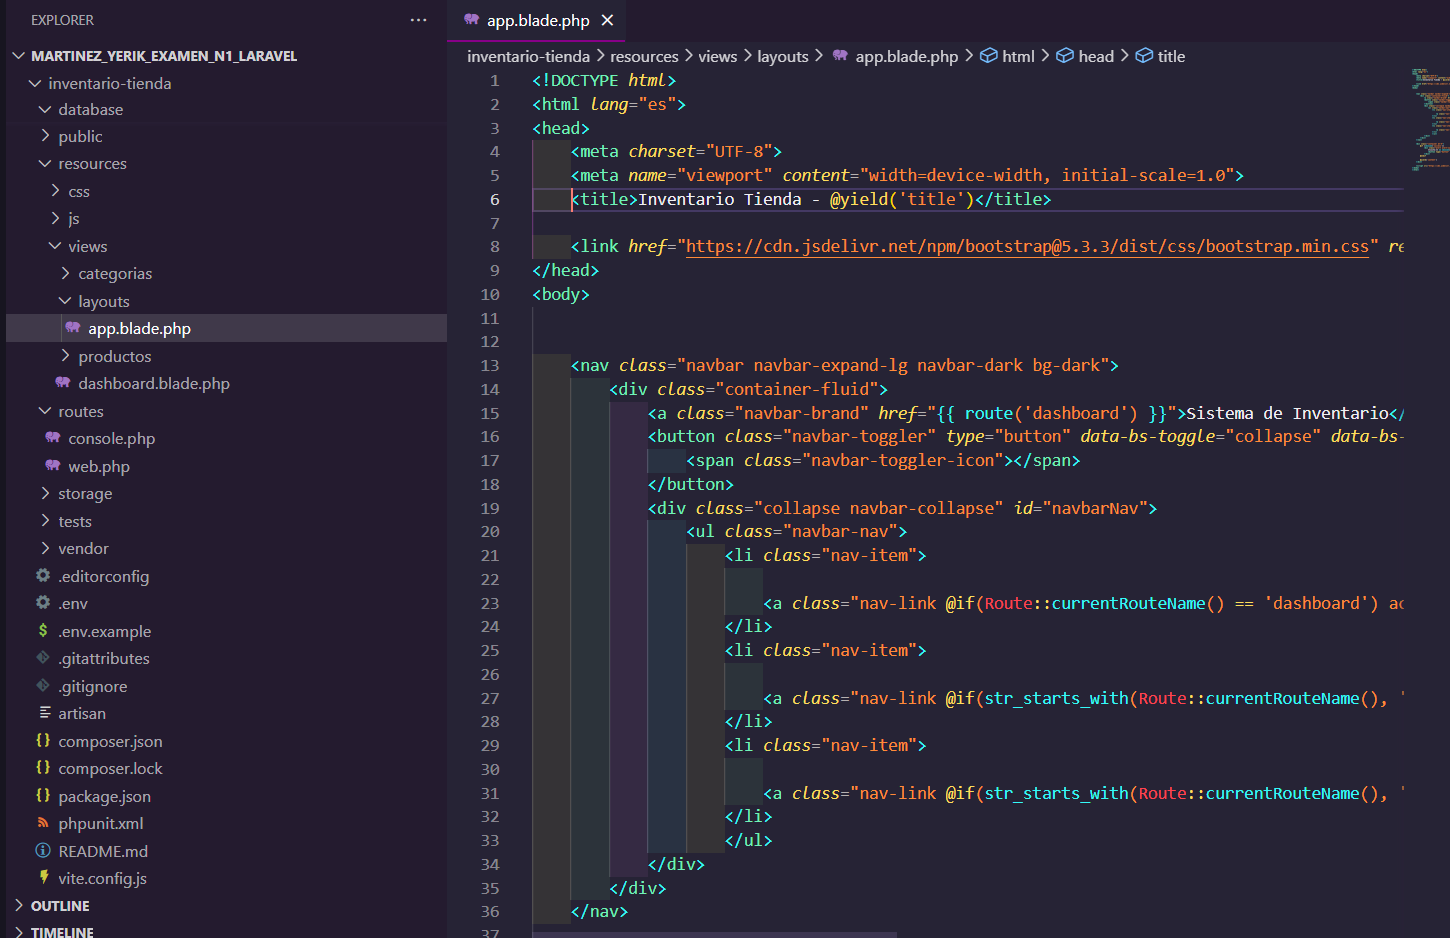 EXPLORER
···
MARTINEZ_YERIK_EXAMEN_N1_LARAVEL
inventario-tienda
database
public
resources
css
js
views
categorias
layouts
app.blade.php
productos
dashboard.blade.php
routes
console.php
web.php
storage
tests
vendor
.editorconfig
.env
$ .env.example
.gitattributes
.gitignore
artisan
{} composer.json
{} composer.lock
{} package.json
phpunit.xml
README.md
vite.config.js
OUTLINE
TIMELINE
app.blade.php
inventario-tienda > resources > views > layouts > app.blade.php > html > head > title
1 <!DOCTYPE html>
2 <html lang="es">
3 <head>
4 <meta charset="UTF-8">
5 <meta name="viewport" content="width=device-width, initial-scale=1.0">
6 <title>Inventario Tienda - @yield('title')</title>
7
8 <link href="https://cdn.jsdelivr.net/npm/bootstrap@5.3.3/dist/css/bootstrap.min.css" re
9 </head>
10 <body>
11
12
13 <nav class="navbar navbar-expand-lg navbar-dark bg-dark">
14 <div class="container-fluid">
15 <a class="navbar-brand" href="{{ route('dashboard') }}">Sistema de Inventario</
16 <button class="navbar-toggler" type="button" data-bs-toggle="collapse" data-bs-
17 <span class="navbar-toggler-icon"></span>
18 </button>
19 <div class="collapse navbar-collapse" id="navbarNav">
20 <ul class="navbar-nav">
21 <li class="nav-item">
22
23 <a class="nav-link @if(Route::currentRouteName() == 'dashboard') ac
24 </li>
25 <li class="nav-item">
26
27 <a class="nav-link @if(str_starts_with(Route::currentRouteName(), '
28 </li>
29 <li class="nav-item">
30
31 <a class="nav-link @if(str_starts_with(Route::currentRouteName(), '
32 </li>
33 </ul>
34 </div>
35 </div>
36 </nav>
37